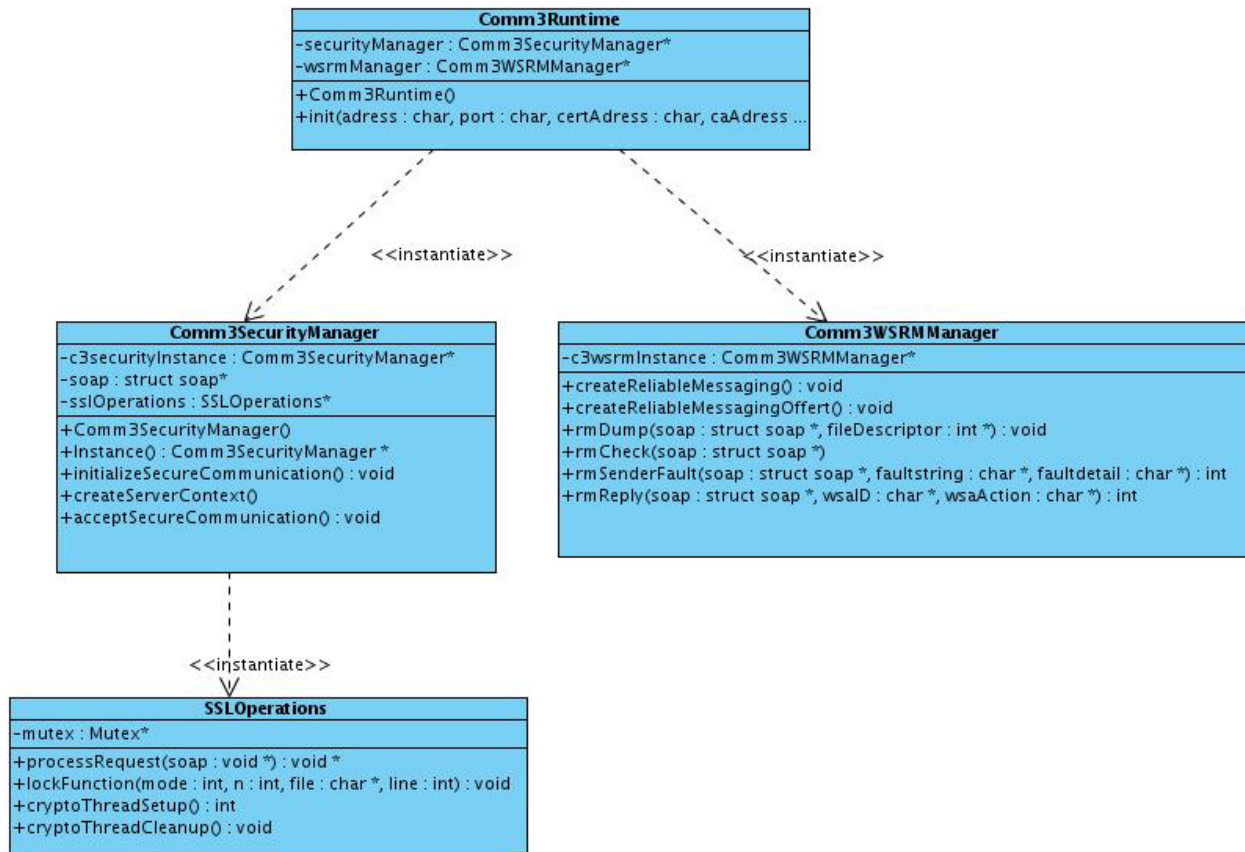 Comm3Runtime
-securityManager : Comm3SecurityManager*
-wsrmManager : Comm3WSRMManager*
+Comm3Runtime()
+init(adress : char, port : char, certAdress : char, caAdress ...
<<instantiate>>
<<instantiate>>
Comm3SecurityManager
-c3securityInstance : Comm3SecurityManager*
-soap : struct soap*
-sslOperations : SSLOperations*
+Comm3SecurityManager()
+Instance() : Comm3SecurityManager *
+initializeSecureCommunication() : void
+createServerContext()
+acceptSecureCommunication() : void
Comm3WSRMManager
-c3wsrmInstance : Comm3WSRMManager*
+createReliableMessaging() : void
+createReliableMessagingOffert() : void
+rmDump(soap : struct soap *, fileDescriptor : int *) : void
+rmCheck(soap : struct soap *)
+rmSenderFault(soap : struct soap *, faultstring : char *, faultdetail : char *) : int
+rmReply(soap : struct soap *, wsaID : char *, wsaAction : char *) : int
<<instantiate>>
SSLOperations
-mutex : Mutex*
+processRequest(soap : void *) : void *
+lockFunction(mode : int, n : int, file : char *, line : int) : void
+cryptoThreadSetup() : int
+cryptoThreadCleanup() : void